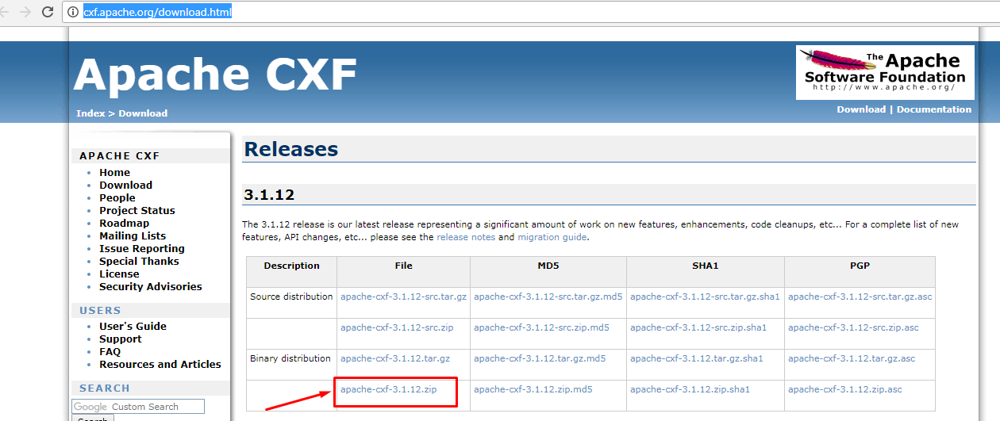 cxf.apache.org/download.html
Apache CXF
The Apache
Software Foundation
http://www.apache.org/
Index > Download
Download | Documentation
APACHE CXF
Home
Download
People
Project Status
Roadmap
Mailing Lists
Issue Reporting
Special Thanks
License
Security Advisories
USERS
User's Guide
Support
FAQ
Resources and Articles
SEARCH
Google Custom Search
Search
Releases
3.1.12
The 3.1.12 release is our latest release representing a significant amount of work on new features, enhancements, code cleanups, etc... For a complete list of new
features, API changes, etc... please see the release notes and migration guide.
Description File MD5 SHA1 PGP
Source distribution apache-cxf-3.1.12-src.tar.gz apache-cxf-3.1.12-src.tar.gz.md5 apache-cxf-3.1.12-src.tar.gz.sha1 apache-cxf-3.1.12-src.tar.gz.asc
apache-cxf-3.1.12-src.zip apache-cxf-3.1.12-src.zip.md5 apache-cxf-3.1.12-src.zip.sha1 apache-cxf-3.1.12-src.zip.asc
Binary distribution apache-cxf-3.1.12.tar.gz apache-cxf-3.1.12.tar.gz.md5 apache-cxf-3.1.12.tar.gz.sha1 apache-cxf-3.1.12.tar.gz.asc
apache-cxf-3.1.12.zip apache-cxf-3.1.12.zip.md5 apache-cxf-3.1.12.zip.sha1 apache-cxf-3.1.12.zip.asc